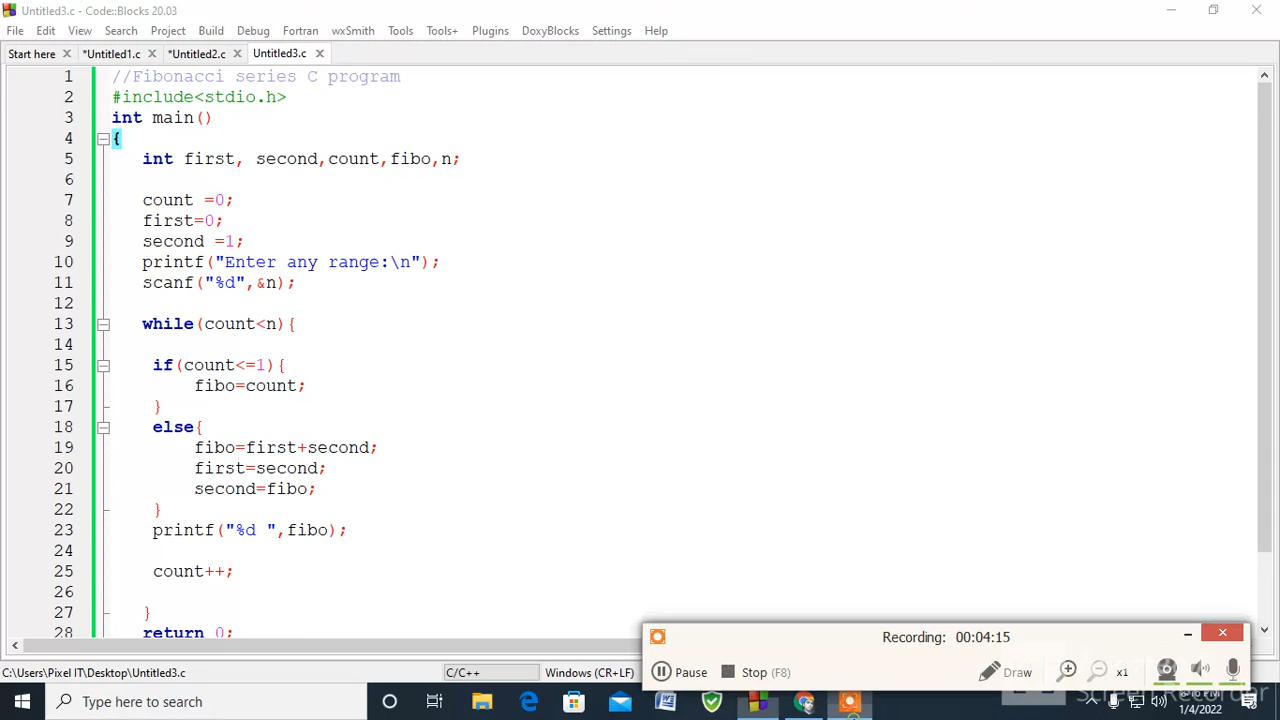 Untitled3.c - Code::Blocks 20.03
File Edit View Search Project Build Debug Fortran wxSmith Tools Tools+ Plugins DoxyBlocks Settings Help
Start here *Untitled1.c *Untitled2.c Untitled3.c
1 //Fibonacci series C program
2 #include<stdio.h>
3 int main()
4 {
5 int first, second,count,fibo,n;
6
7 count =0;
8 first=0;
9 second =1;
10 printf("Enter any range:\n");
11 scanf("%d",&n);
12
13 while(count<n){
14
15 if(count<=1){
16 fibo=count;
17 }
18 else{
19 fibo=first+second;
20 first=second;
21 second=fibo;
22 }
23 printf("%d ",fibo);
24
25 count++;
26
27 }
28 return 0;
Recording: 00:04:15
Pause Stop (F8) Draw x1
C:\Users\Pixel IT\Desktop\Untitled3.c C/C++ Windows (CR+LF)
Screen Recorder
Type here to search
1/4/2022